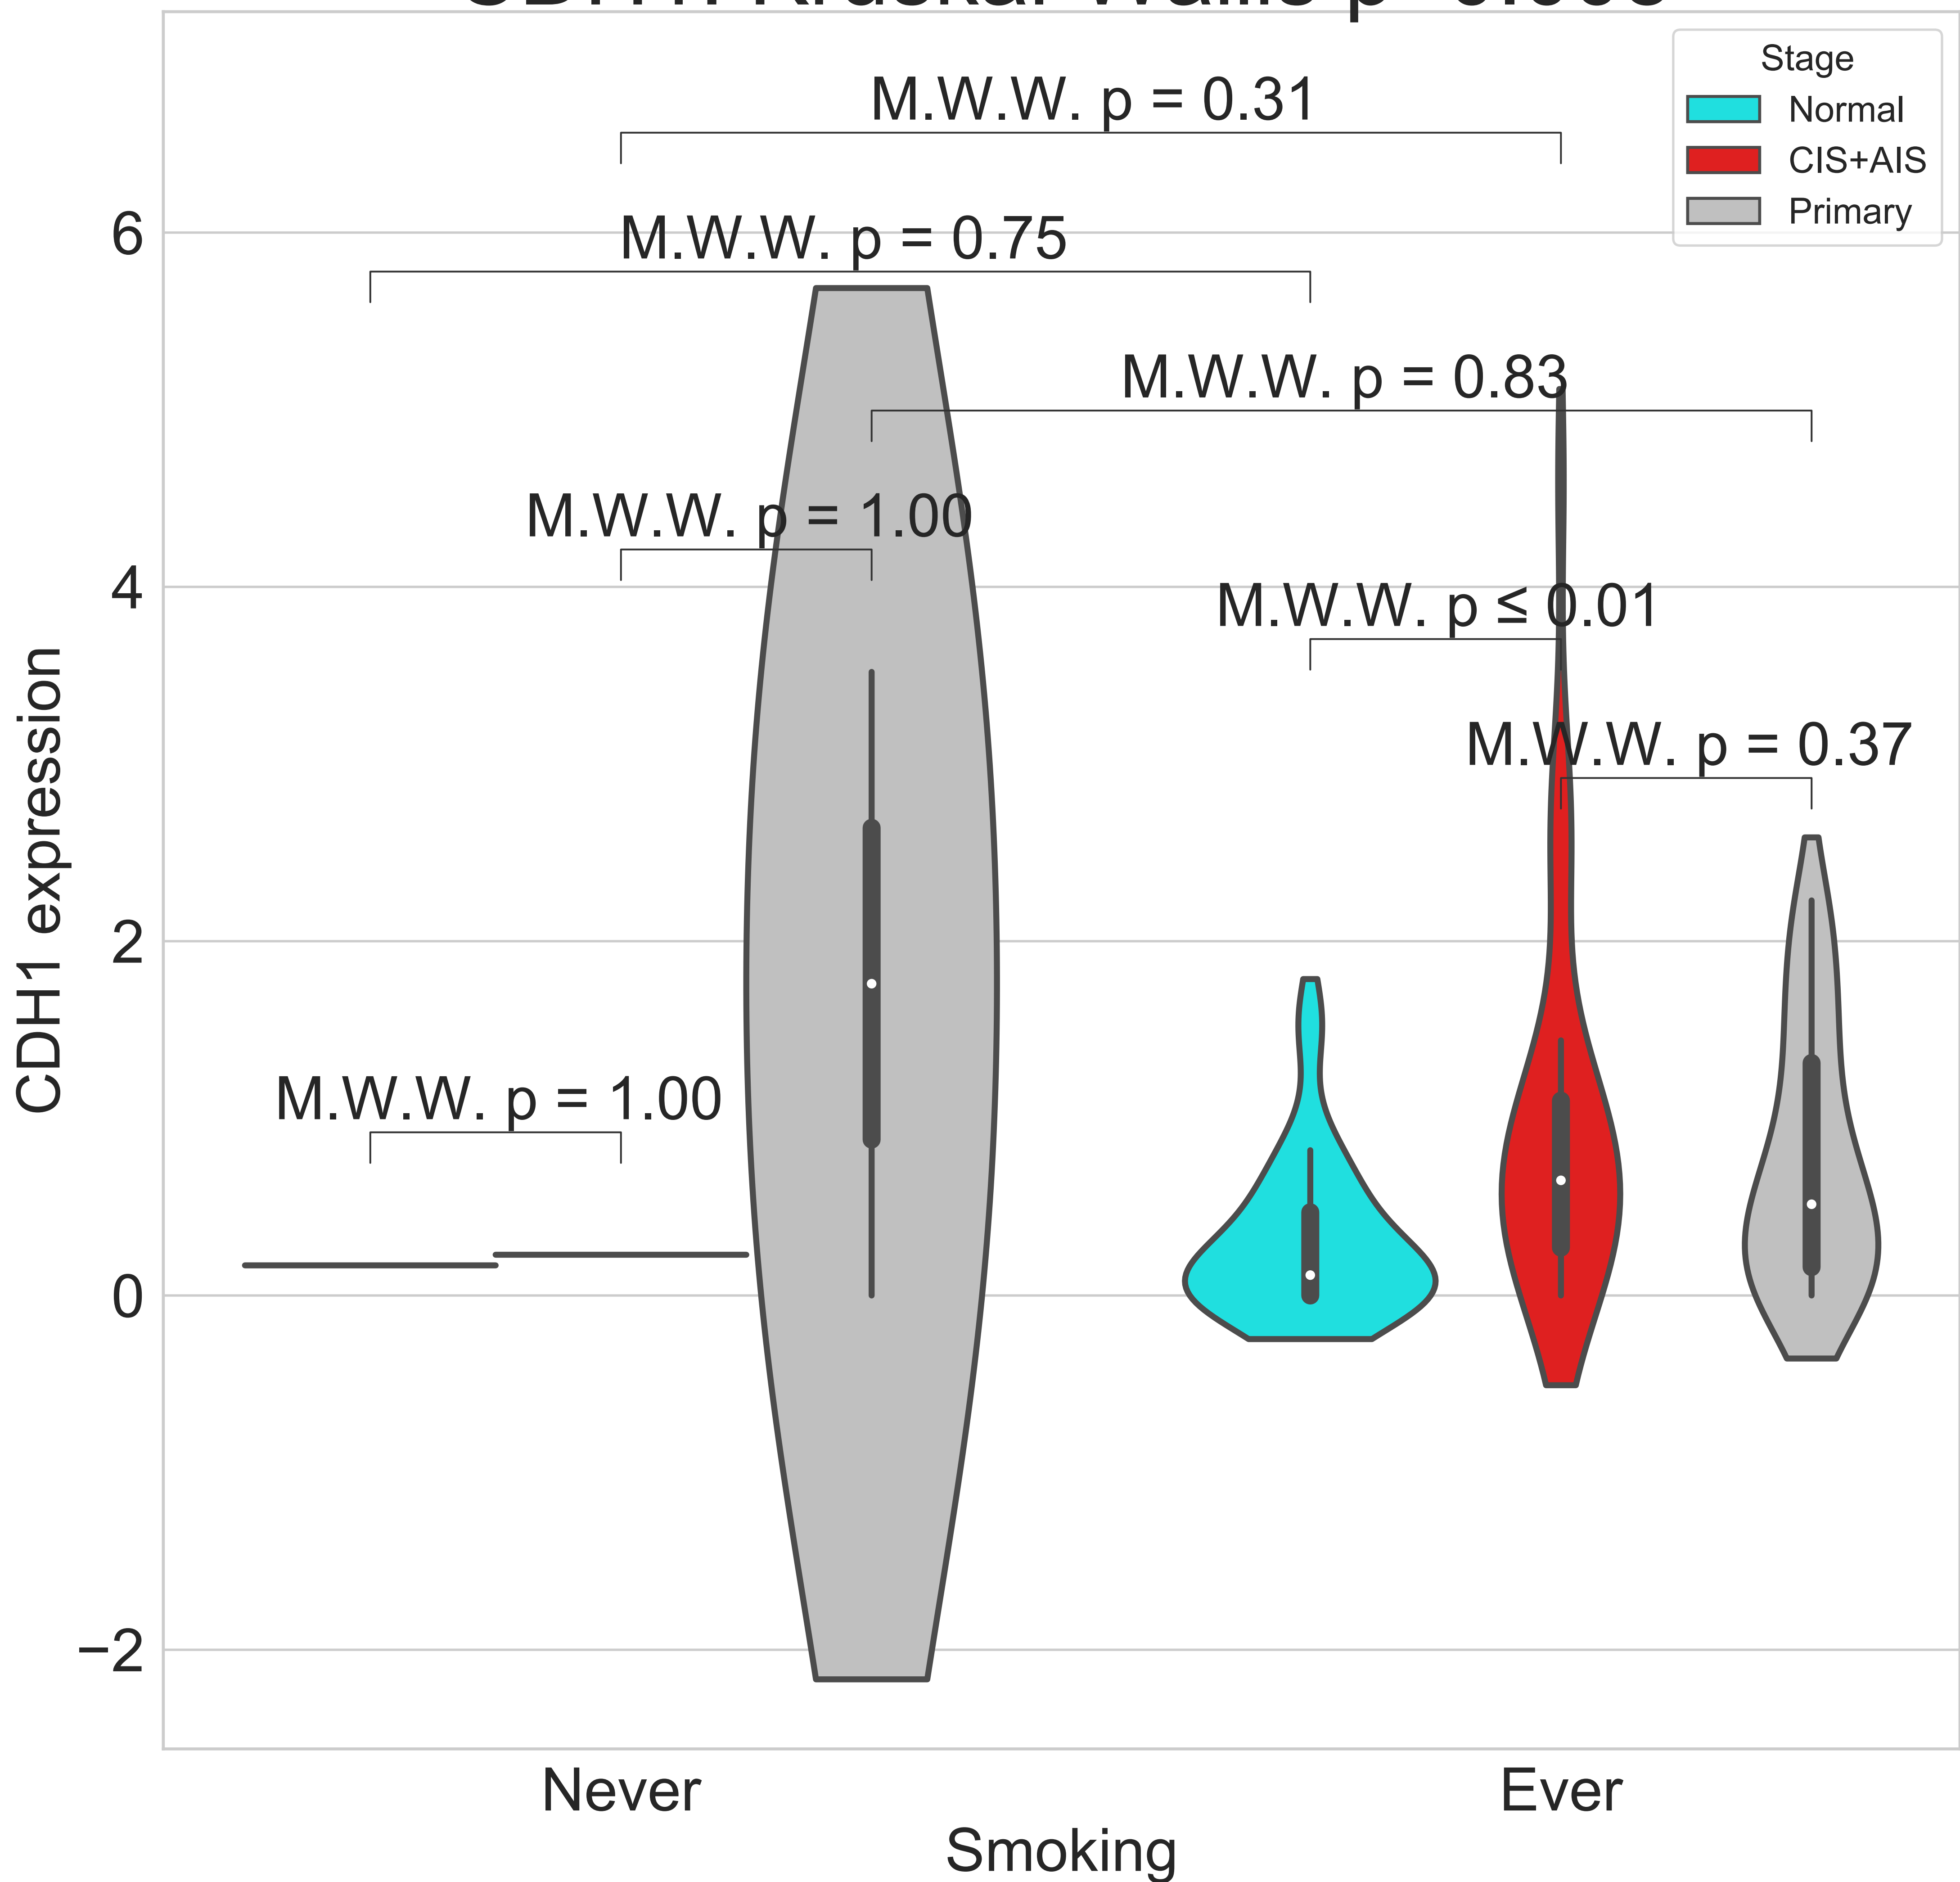 Stage
Normal
CIS+AIS
Primary
M.W.W. p = 0.31
M.W.W. p = 0.75
M.W.W. p = 0.83
M.W.W. p = 1.00
M.W.W. p ≤ 0.01
M.W.W. p = 0.37
M.W.W. p = 1.00
6
4
2
0
−2
CDH1 expression
Never
Ever
Smoking